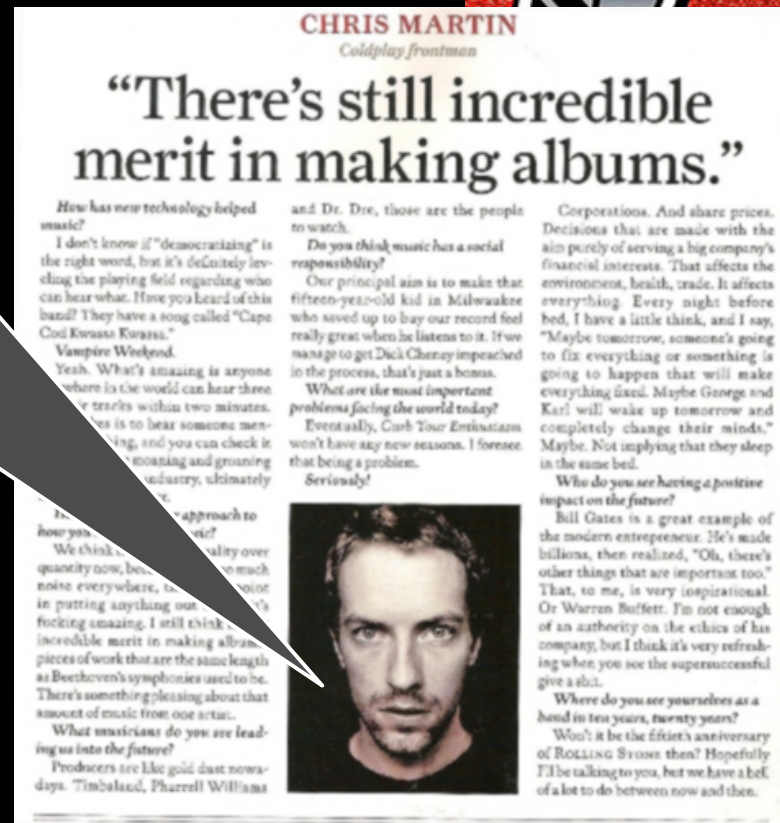 CHRIS MARTIN
Coldplay frontman
“There’s still incredible
merit in making albums.”
How has new technology helped
music?
I don't know if "democratizing" is
the right word, but it's definitely lev-
eling the playing field regarding who
can hear what. Have you heard of this
band? They have a song called "Cape
Cod Kwassa Kwassa."
Vampire Weekend.
Yeah. What's amazing is anyone
where in the world can hear three
tracks within two minutes.
is to hear someone men-
ing, and you can check it
moaning and groaning
industry, ultimately
approach to
how you
We think
ality over
quantity now,
much
noise everywhere,
point
in putting anything out
fucking amazing. I still think
incredible merit in making
pieces of work that are the same length
as Beethoven's symphonies used to be.
There's something pleasing about that
amount of music from one artist.
What musicians do you see lead-
ing us into the future?
Producers are like gold dust nowa-
days. Timbaland, Pharrell Williams
and Dr. Dre, those are the people
to watch.
Do you think music has a social
responsibility?
Our principal aim is to make that
fifteen-year-old kid in Milwaukee
who saved up to buy our record feel
really great when he listens to it. If we
manage to get Dick Cheney impeached
in the process, that's just a bonus.
What are the most important
problems facing the world today?
Eventually, Curb Your Enthusiasm
won't have any new seasons. I foresee
that being a problem.
Seriously?
Corporations. And share prices.
Decisions that are made with the
aim purely of serving a big company's
financial interests. That affects the
environment, health, trade. It affects
everything. Every night before
bed, I have a little think, and I say,
"Maybe tomorrow, someone's going
to fix everything or something is
going to happen that will make
everything fixed. Maybe George and
Karl will wake up tomorrow and
completely change their minds."
Maybe. Not implying that they sleep
in the same bed.
Who do you see having a positive
impact on the future?
Bill Gates is a great example of
the modern entrepreneur. He's made
billions, then realized, "Oh, there's
other things that are important too."
That, to me, is very inspirational.
Or Warren Buffett. I'm not enough
of an authority on the ethics of his
company, but I think it's very refresh-
ing when you see the supersuccessful
give a shit.
Where do you see yourselves as a
band in ten years, twenty years?
Won't it be the fiftieth anniversary
of ROLLING STONE then? Hopefully
I'll be talking to you, but we have a hell
of a lot to do between now and then.